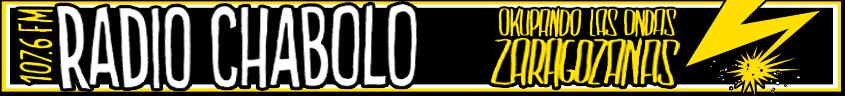 107.6 FM
RADIO CHABOLO
OKUPANDO LAS ONDAS
ZARAGOZANAS